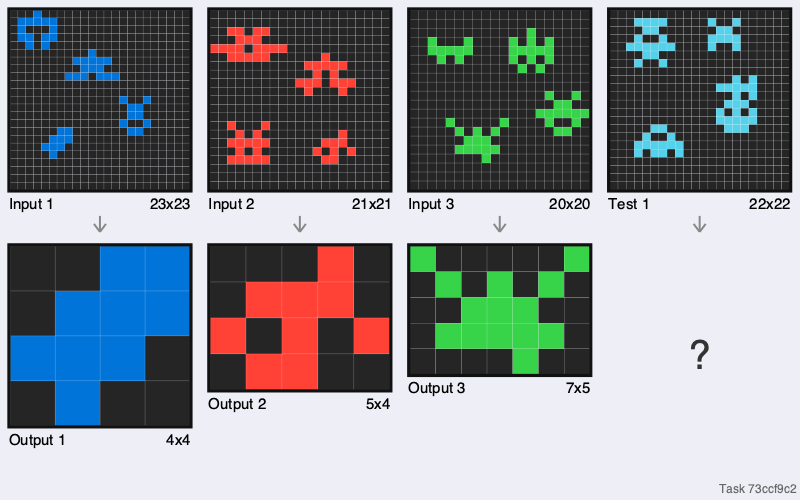 Input 1 23x23
Input 2 21x21
Input 3 20x20
Test 1 22x22
?
Output 1 4x4
Output 2 5x4
Output 3 7x5
Task 73ccf9c2